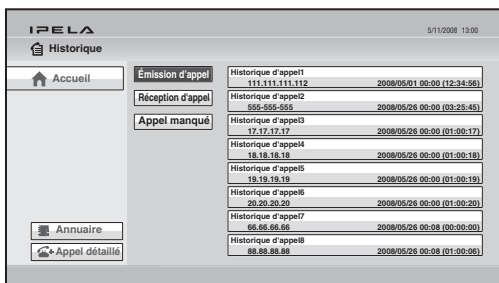 IPELA
5/11/2008 13:00
Historique
Accueil
Émission d'appel
Réception d'appel
Appel manqué
Historique d'appel1
111.111.111.112 2008/05/01 00:00 (12:34:56)
Historique d'appel2
555-555-555 2008/05/26 00:00 (03:25:45)
Historique d'appel3
17.17.17.17 2008/05/26 00:00 (01:00:17)
Historique d'appel4
18.18.18.18 2008/05/26 00:00 (01:00:18)
Historique d'appel5
19.19.19.19 2008/05/26 00:00 (01:00:19)
Historique d'appel6
20.20.20.20 2008/05/26 00:00 (01:00:20)
Historique d'appel7
66.66.66.66 2008/05/26 00:08 (00:00:00)
Historique d'appel8
88.88.88.88 2008/05/26 00:08 (01:00:06)
Annuaire
Appel détaillé